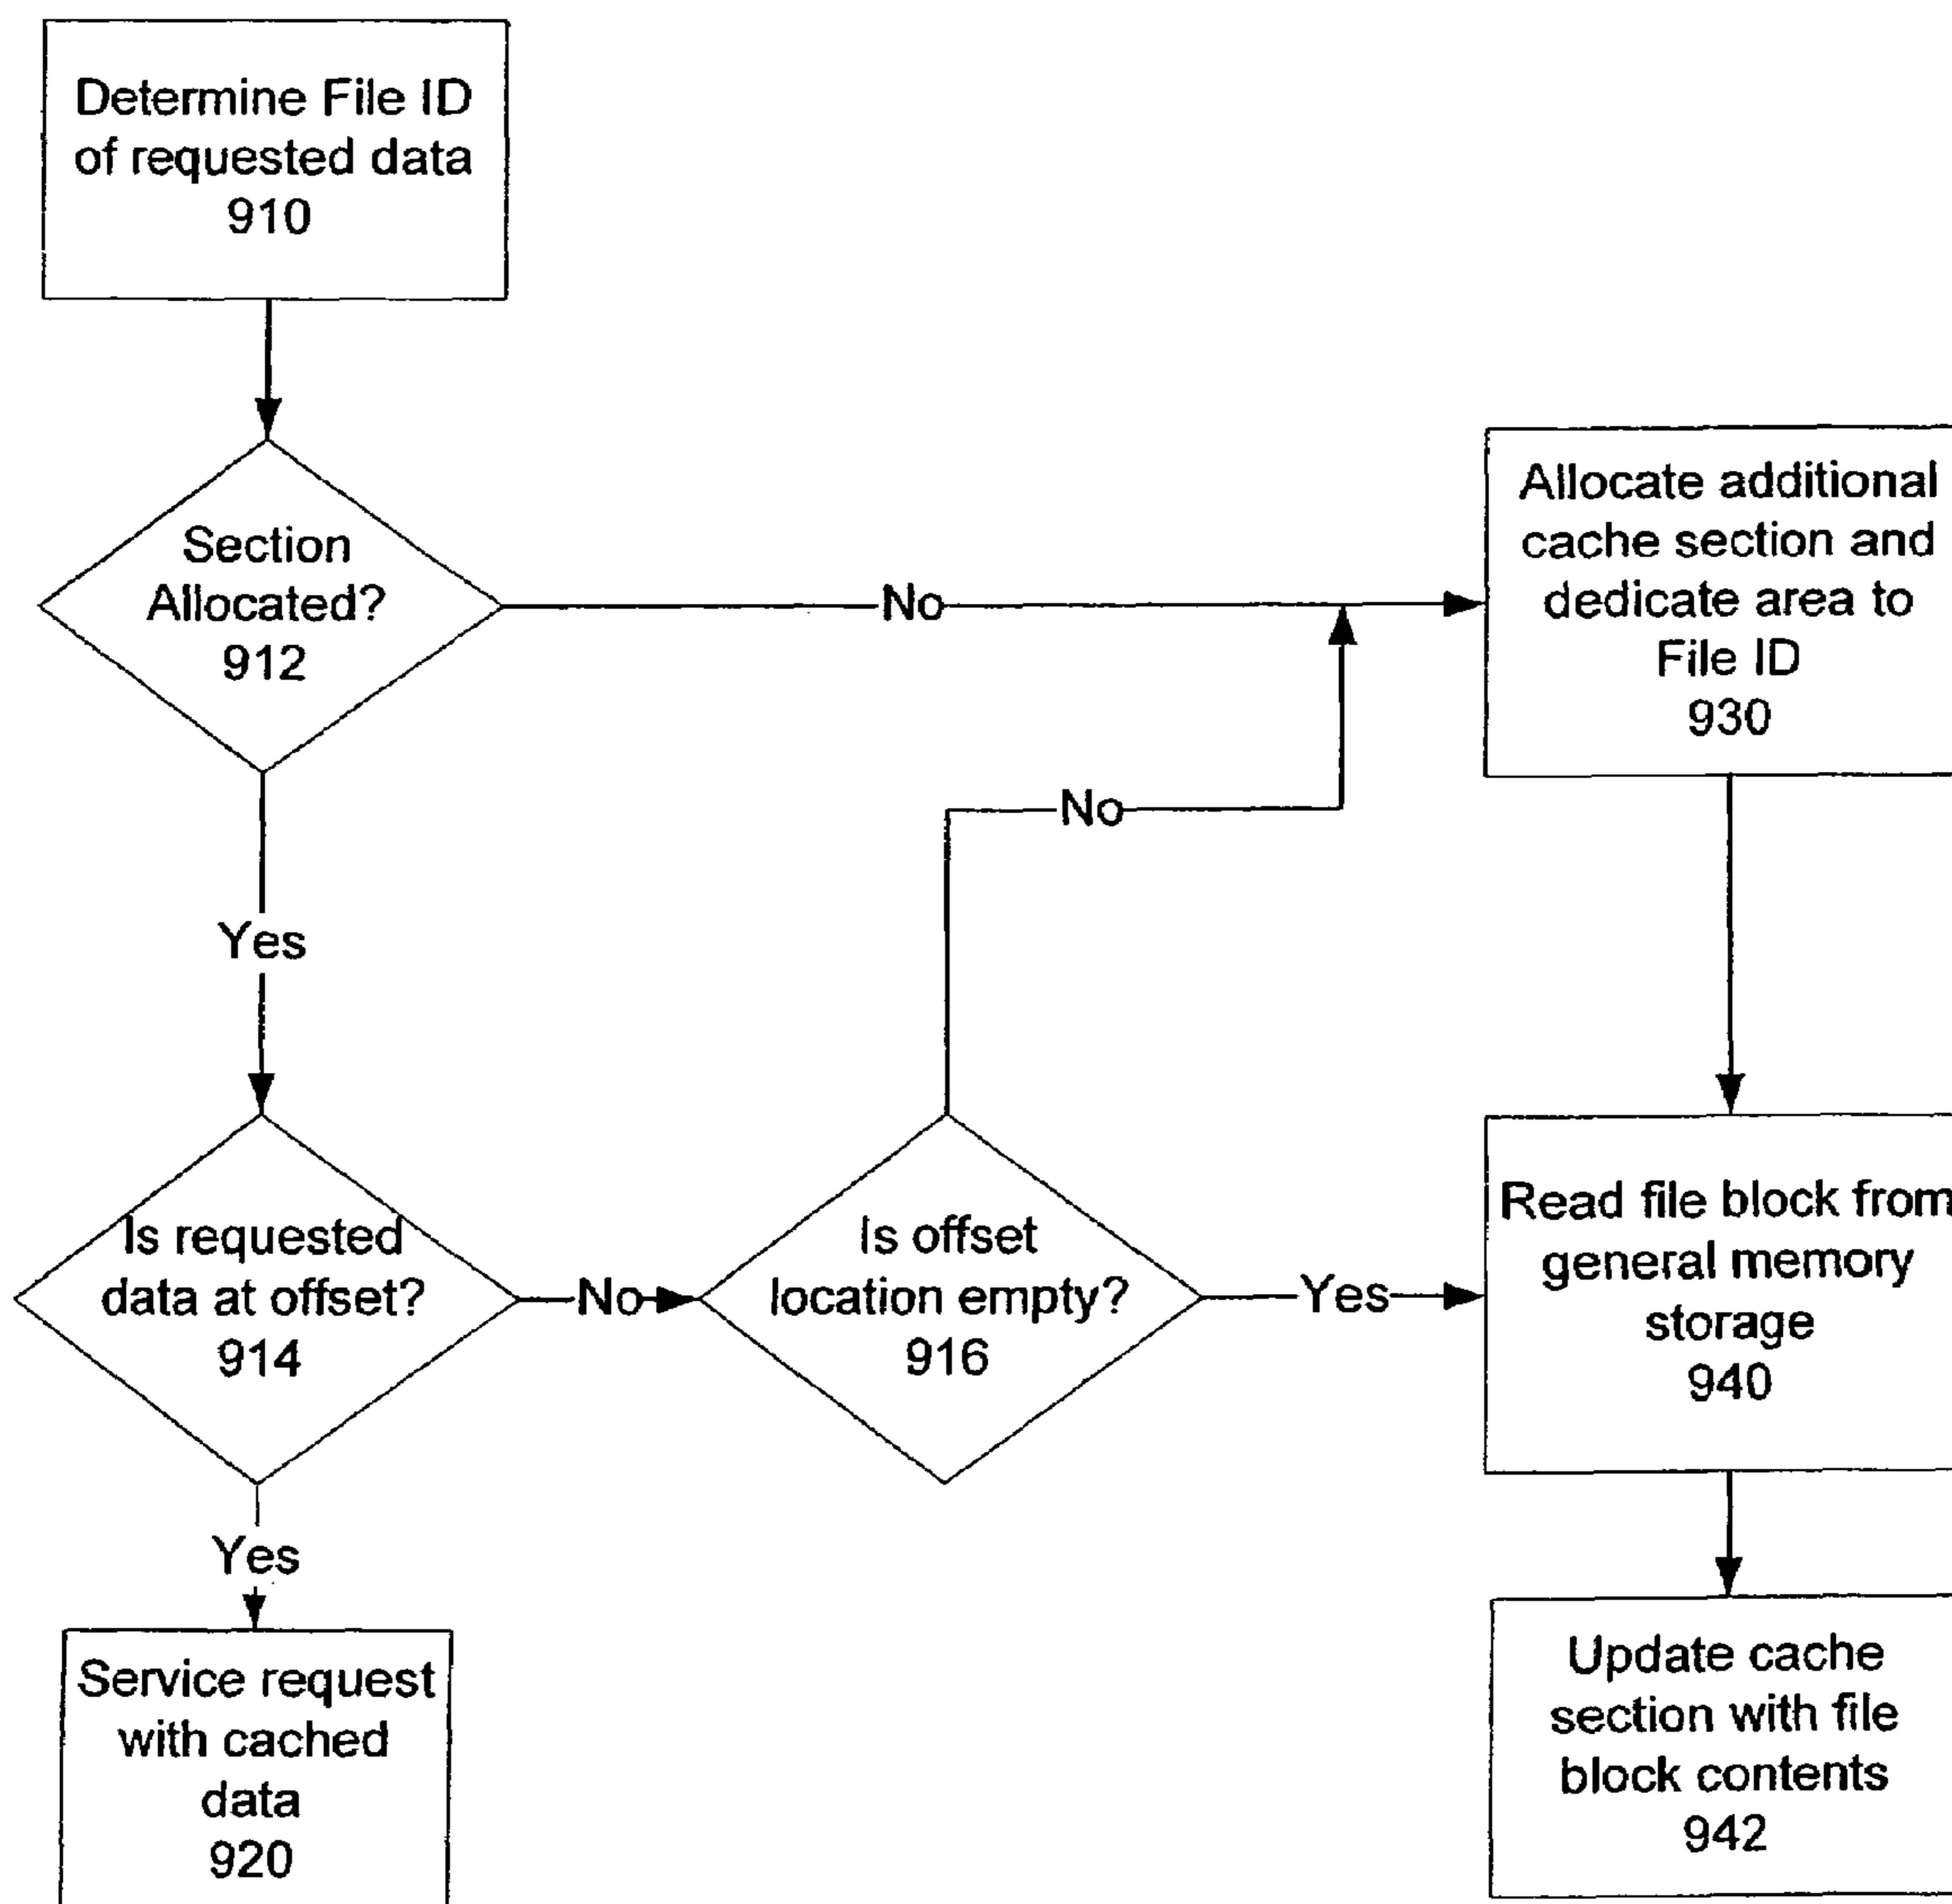 Determine File ID
of requested data
910
Section
Allocated?
912
No
Allocate additional
cache section and
dedicate area to
File ID
930
No
Yes
Is requested
data at offset?
914
No
Is offset
location empty?
916
Yes
Read file block from
general memory
storage
940
Yes
Service request
with cached
data
920
Update cache
section with file
block contents
942